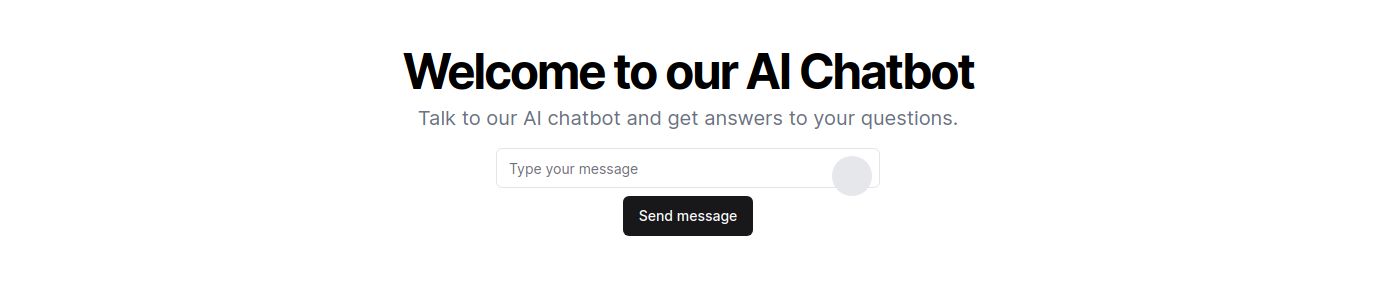 Welcome to our AI Chatbot
Talk to our AI chatbot and get answers to your questions.
Type your message
Send message